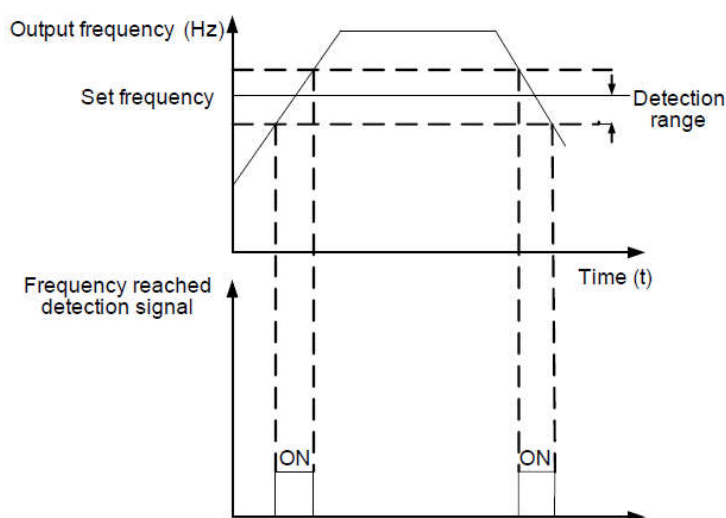 Output frequency (Hz)
Set frequency
Detection
range
Time (t)
Frequency reached
detection signal
ON
ON